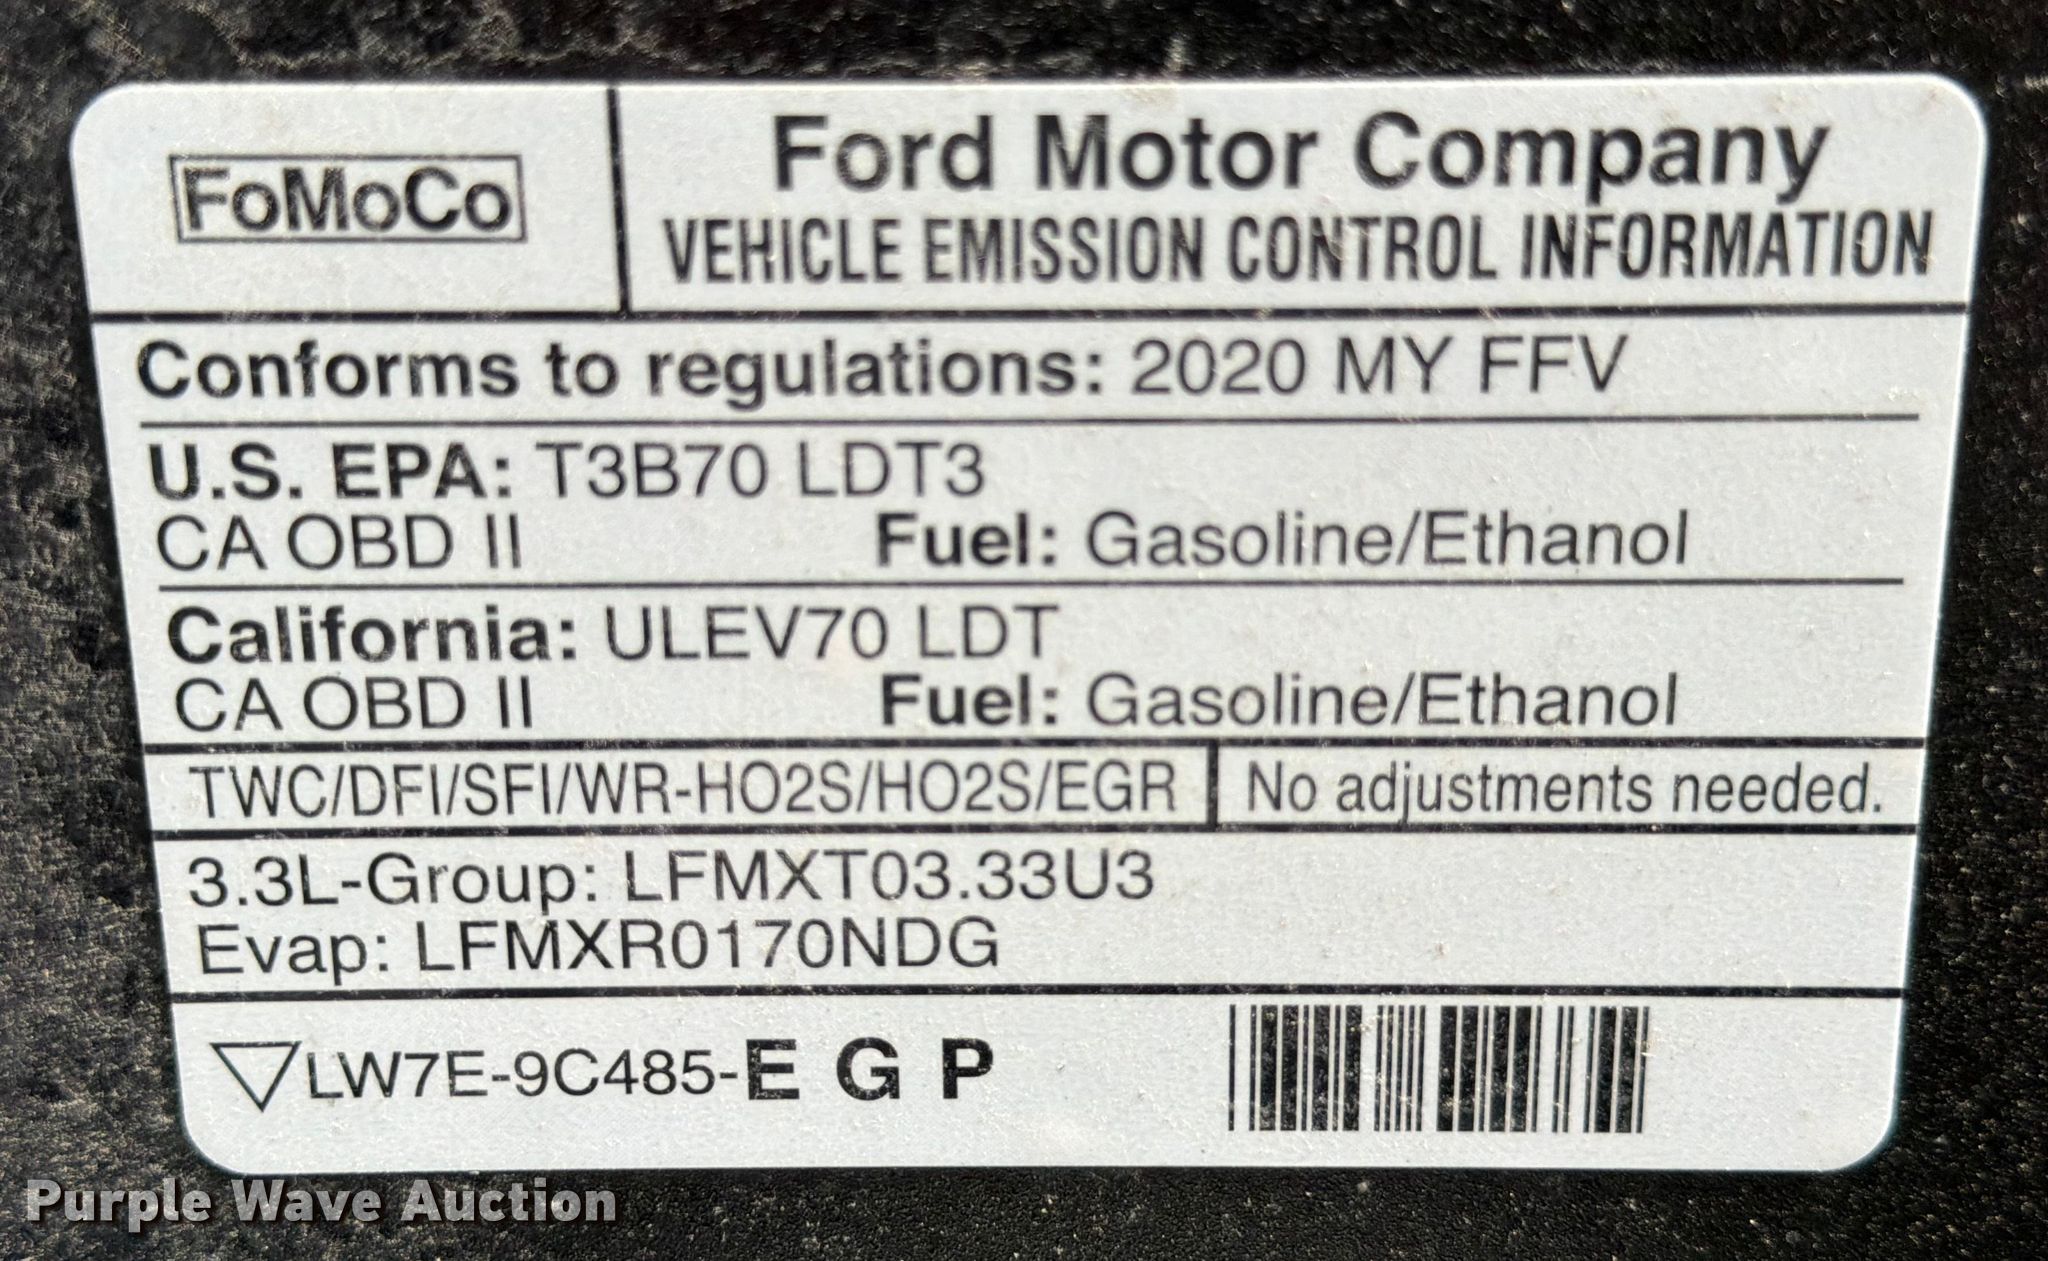 FoMoCo
Ford Motor Company
VEHICLE EMISSION CONTROL INFORMATION
Conforms to regulations: 2020 MY FFV
U.S. EPA: T3B70 LDT3
CA OBD II Fuel: Gasoline/Ethanol
California: ULEV70 LDT
CA OBD II Fuel: Gasoline/Ethanol
TWC/DFI/SFI/WR-HO2S/HO2S/EGR No adjustments needed.
3.3L-Group: LFMXT03.33U3
Evap: LFMXR0170NDG
LW7E-9C485-E G P
Purple Wave Auction